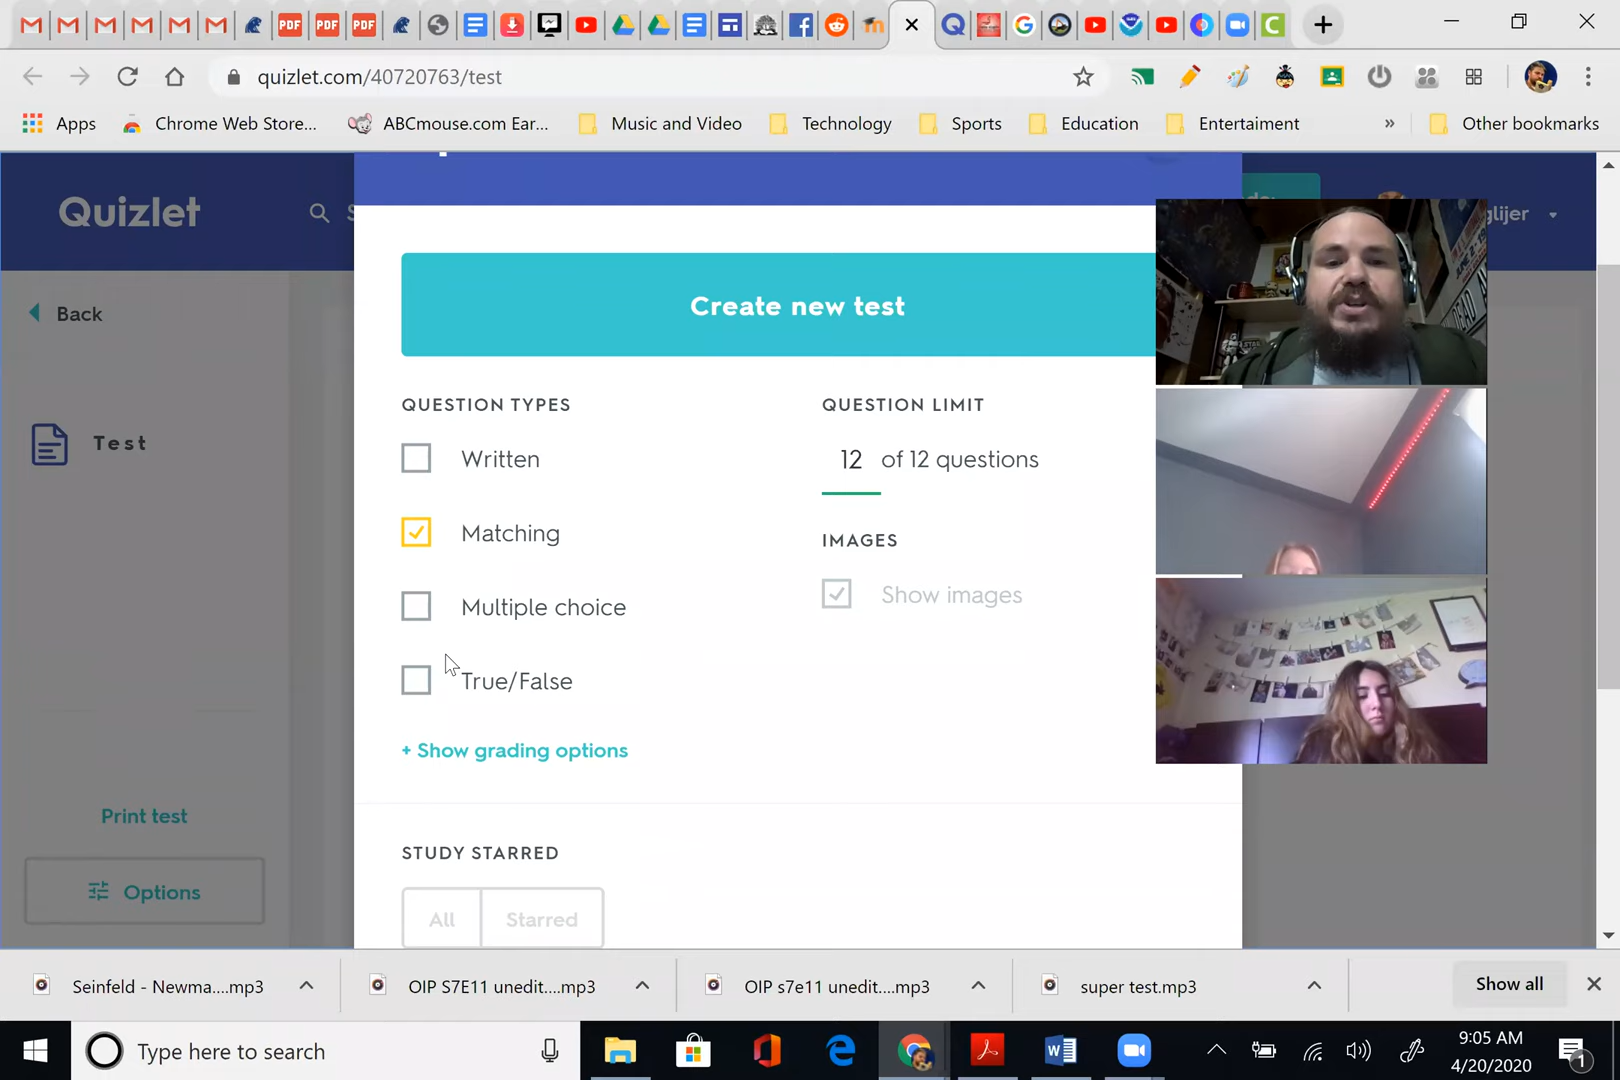 quizlet.com/40720763/test
Apps
Chrome Web Store...
ABCmouse.com Ear...
Music and Video
Technology
Sports
Education
Entertaiment
»
Other bookmarks
Quizlet
glijer
Back
Create new test
QUESTION TYPES
QUESTION LIMIT
Written
12 of 12 questions
Test
Matching
IMAGES
Show images
Multiple choice
True/False
+ Show grading options
Print test
STUDY STARRED
Options
All
Starred
Seinfeld - Newma....mp3
OIP S7E11 unedit....mp3
OIP s7e11 unedit....mp3
super test.mp3
Show all
Type here to search
9:05 AM
4/20/2020
1